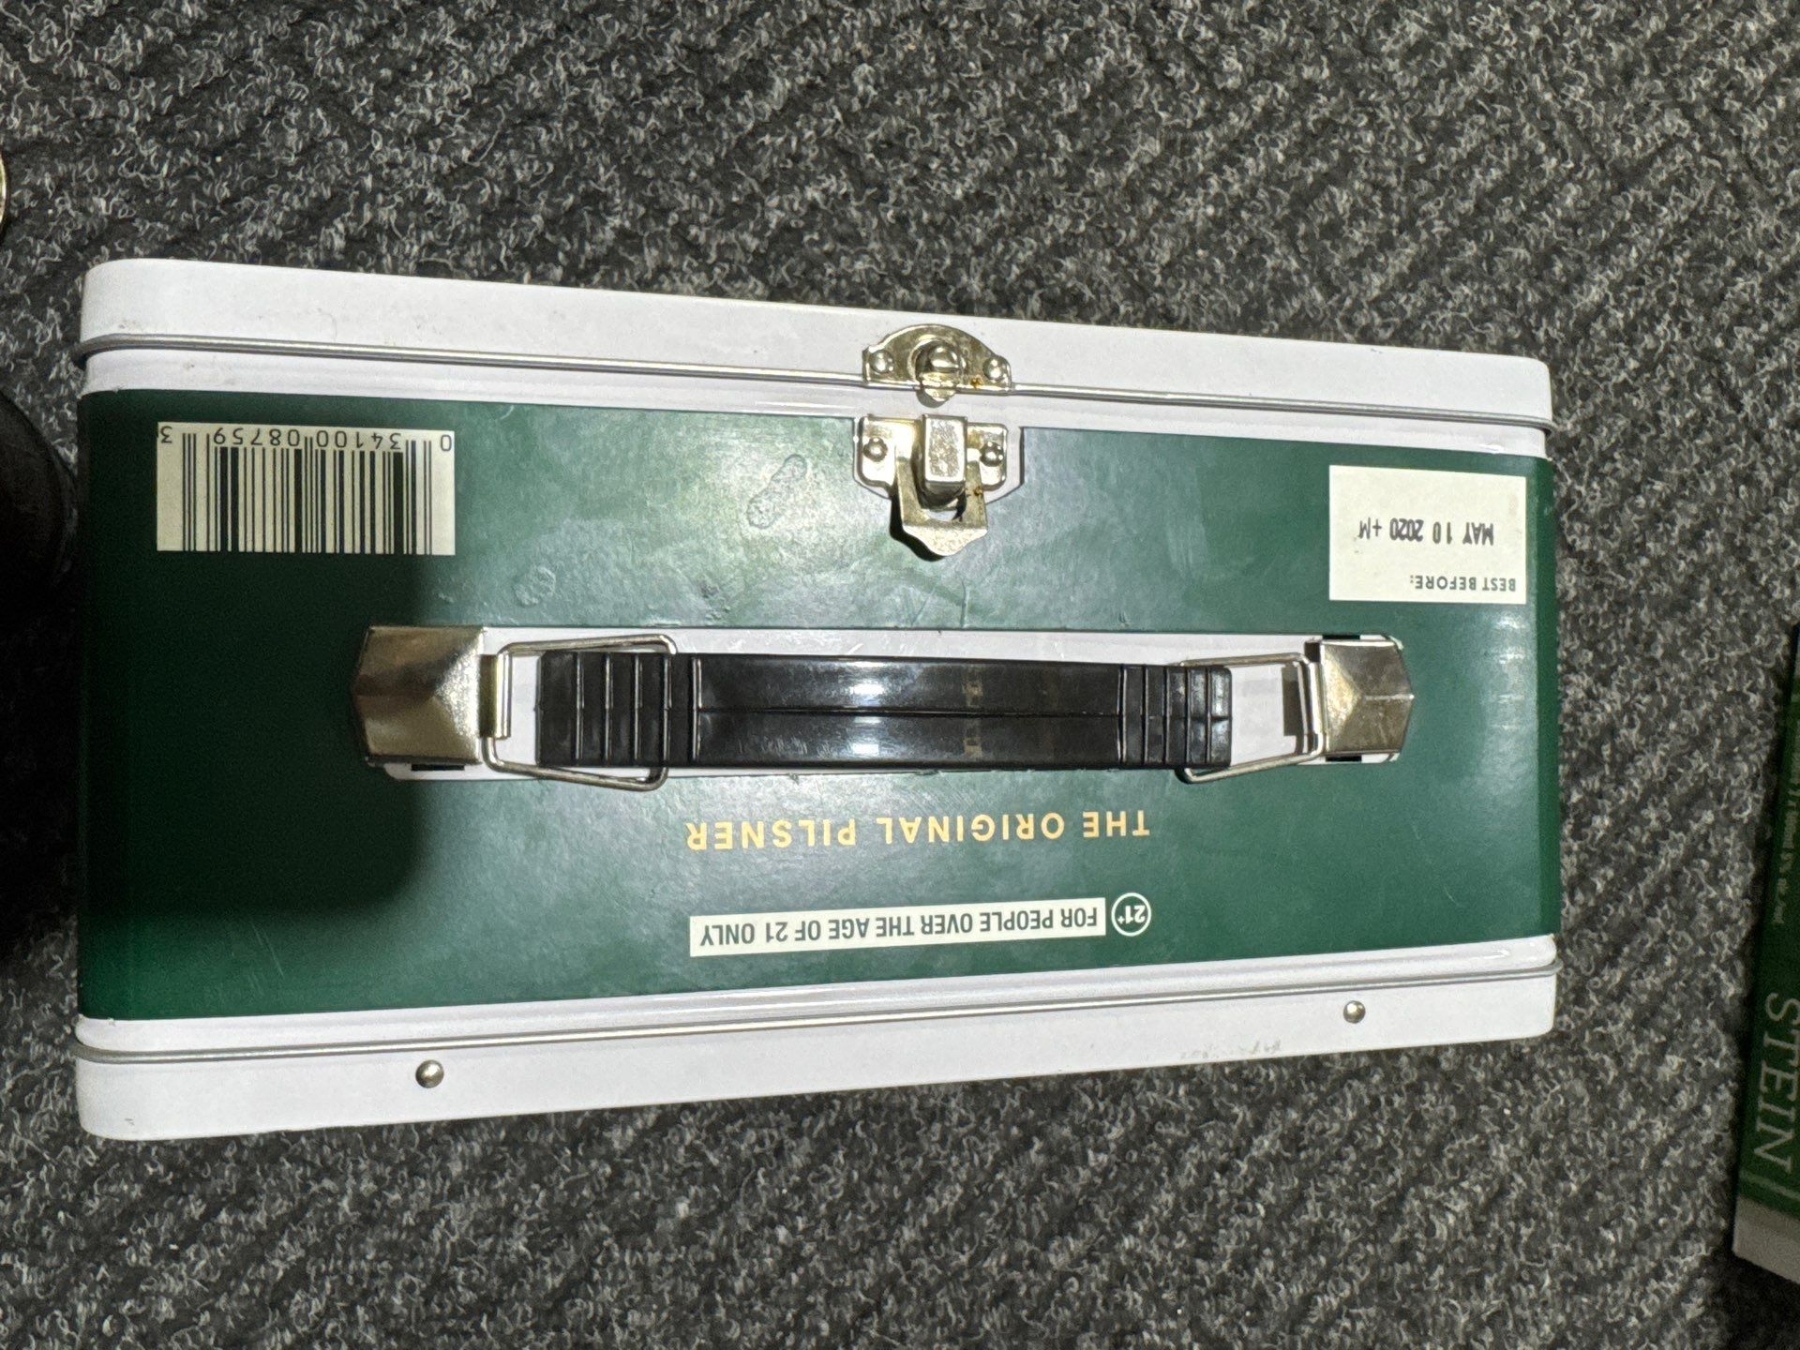 21+ FOR PEOPLE OVER THE AGE OF 21 ONLY
THE ORIGINAL PILSNER
BEST BEFORE:
MAY 10 2020 +M
0 34100 08759 3
STEIN